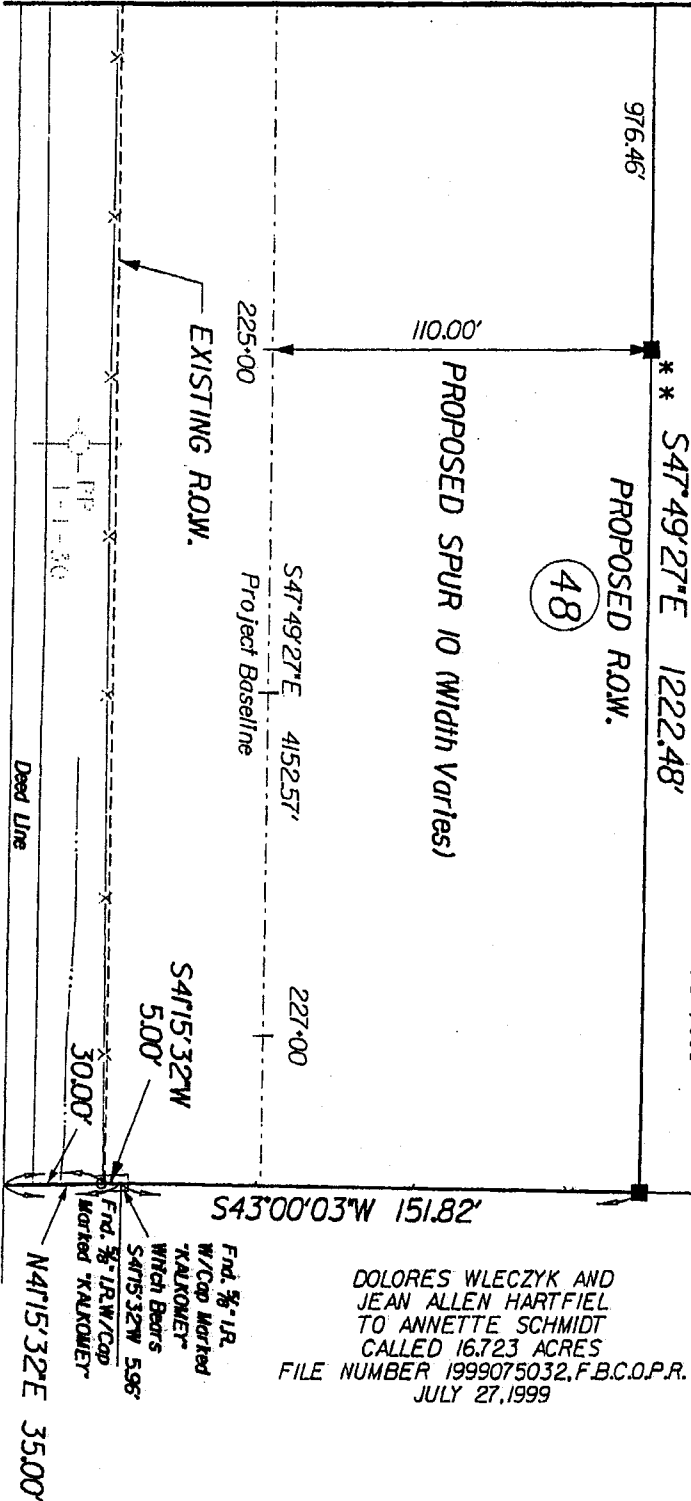 976.46'
** S47°49'27"E 1222.48'
PROPOSED R.O.W.
48
110.00'
PROPOSED SPUR 10 (Width Varies)
225+00
S47°49'27"E 4152.57'
Project Baseline
227+00
EXISTING R.O.W.
PP
1-1-30
Deed Line
S41°15'32"W
5.00'
30.00'
S43°00'03"W 151.82'
Fnd. 5/8" I.R.
W/Cap Marked
"KALKOMEY"
Witch Bears
S41°15'32"W 5.96'
Fnd. 5/8" I.R. W/Cap
Marked "KALKOMEY"
N41°15'32"E 35.00'
DOLORES WLECZYK AND
JEAN ALLEN HARTFIEL
TO ANNETTE SCHMIDT
CALLED 16.723 ACRES
FILE NUMBER 1999075032, F.B.C.O.P.R.
JULY 27, 1999